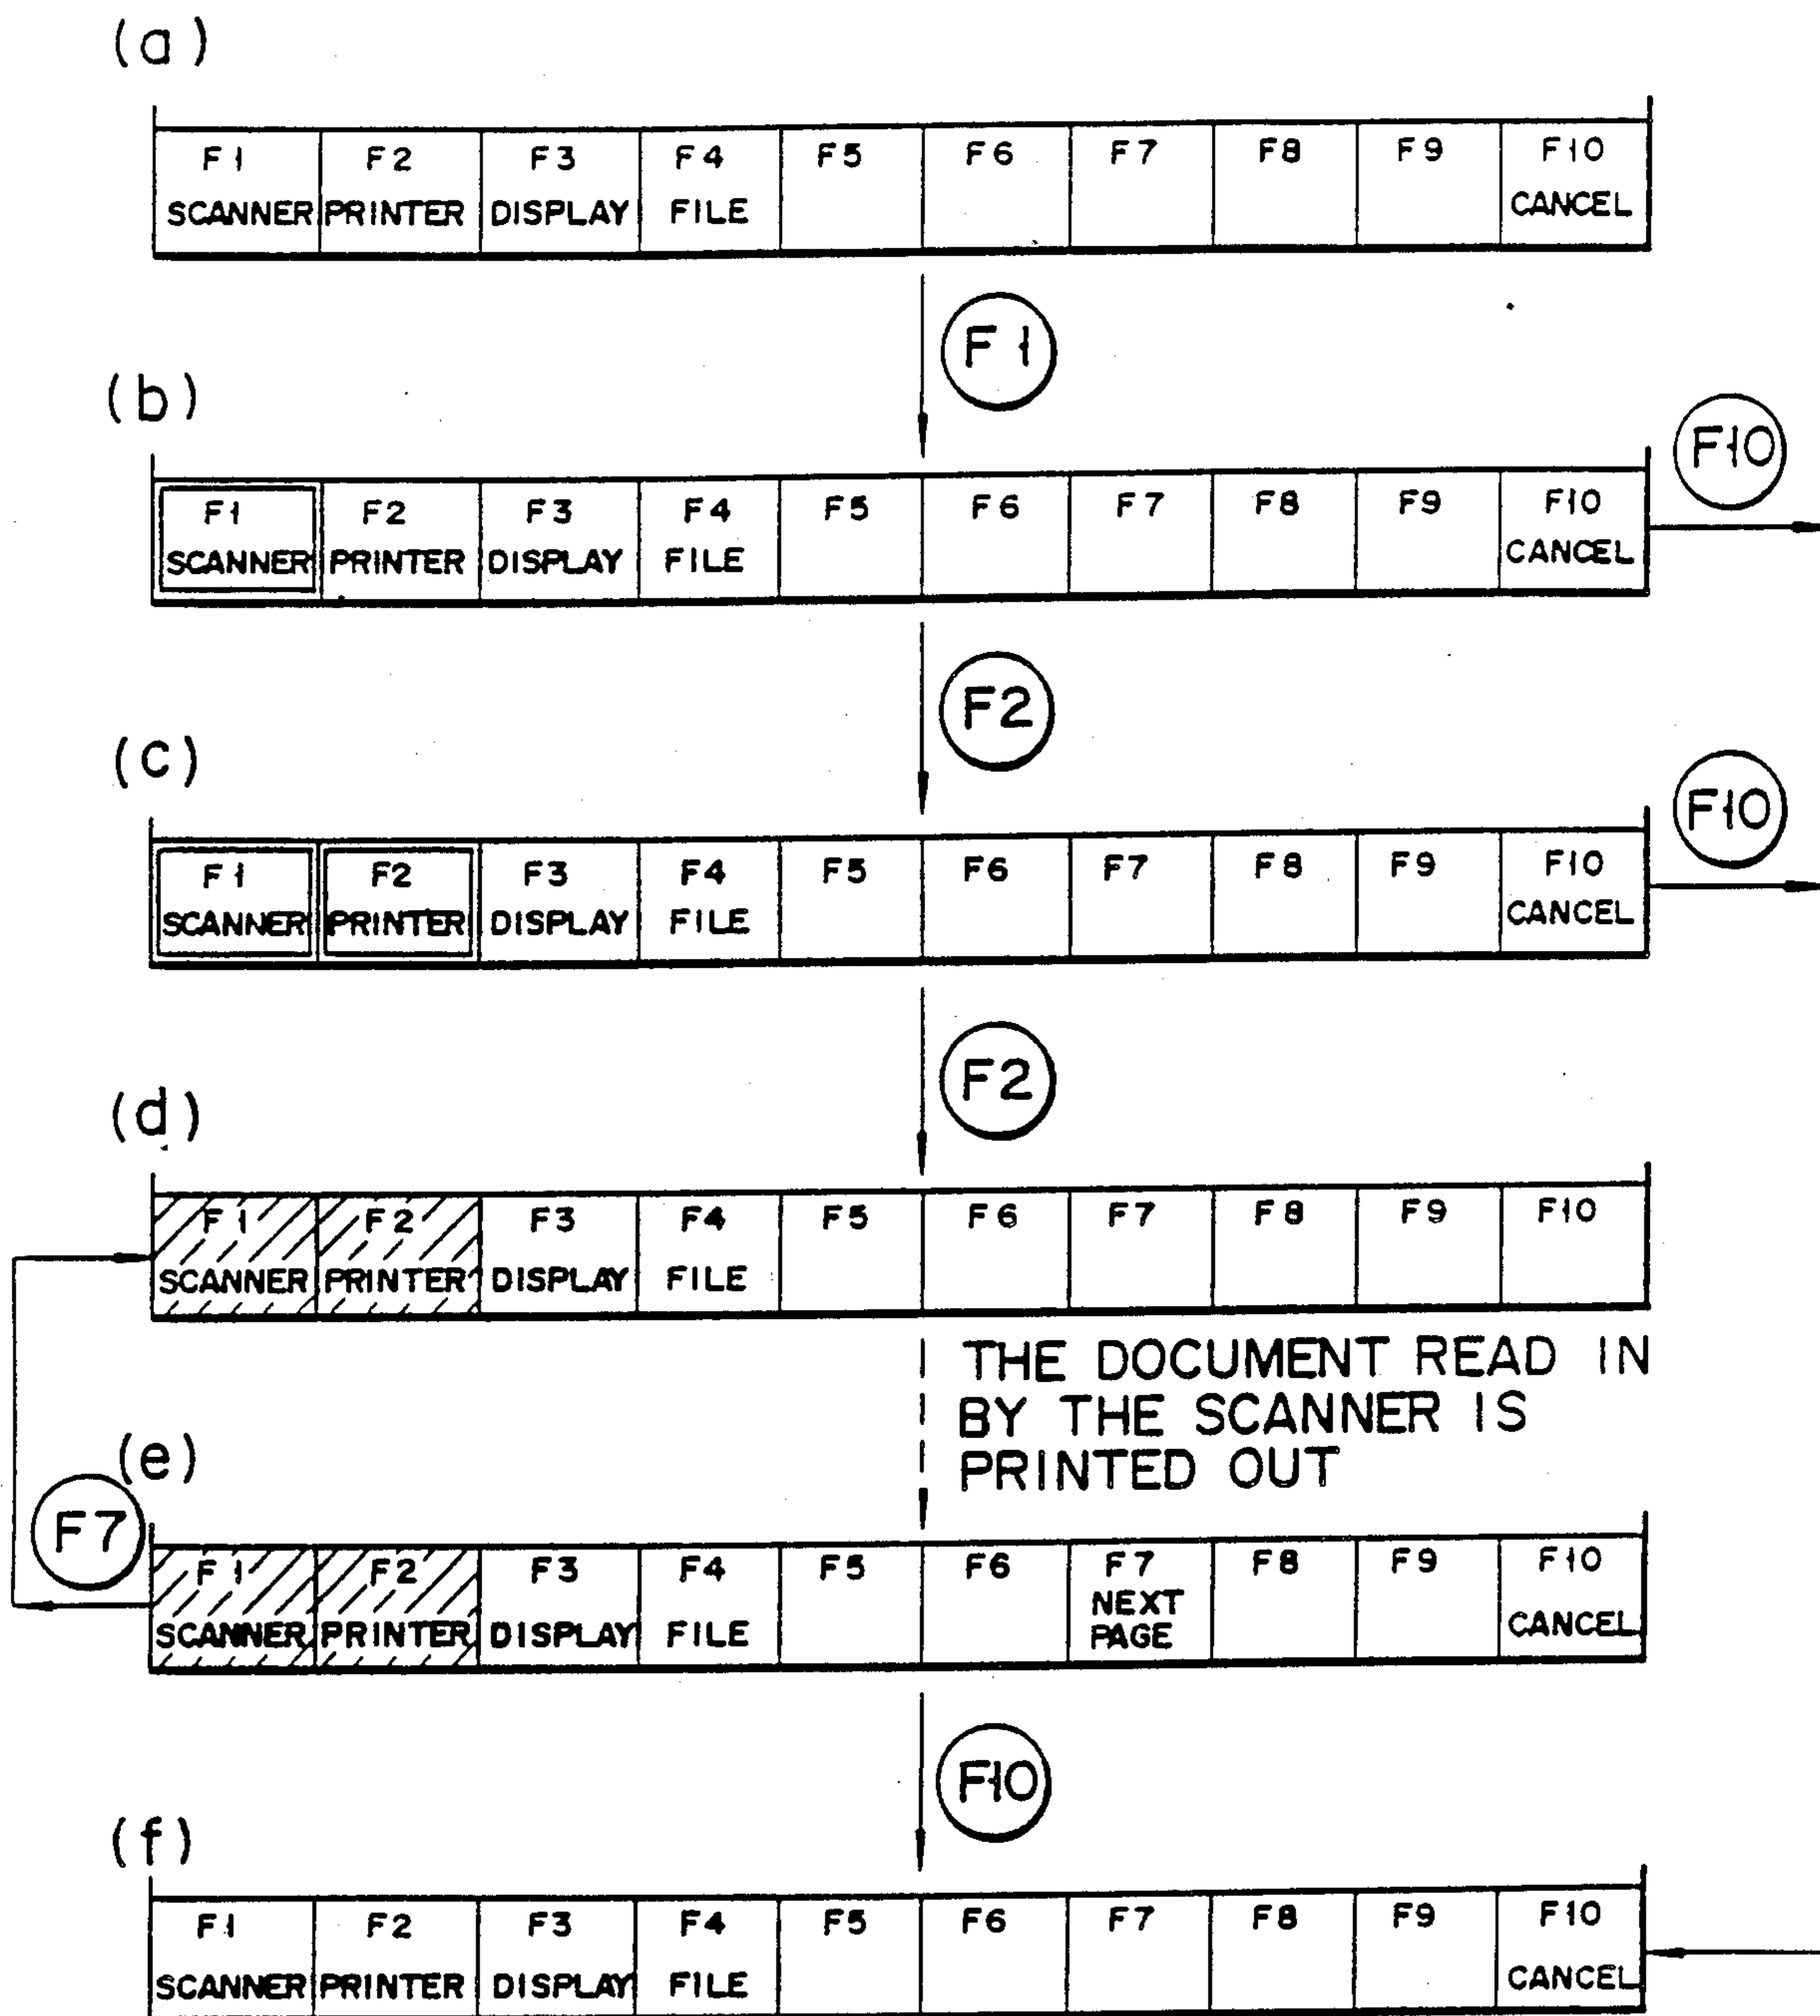 (a)
F1 F2 F3 F4 F5 F6 F7 F8 F9 F10
SCANNER PRINTER DISPLAY FILE CANCEL
F1
(b)
F10
F1 F2 F3 F4 F5 F6 F7 F8 F9 F10
SCANNER PRINTER DISPLAY FILE CANCEL
F2
(c)
F10
F1 F2 F3 F4 F5 F6 F7 F8 F9 F10
SCANNER PRINTER DISPLAY FILE CANCEL
F2
(d)
F1 F2 F3 F4 F5 F6 F7 F8 F9 F10
SCANNER PRINTER DISPLAY FILE
THE DOCUMENT READ IN
BY THE SCANNER IS
PRINTED OUT
(e)
F7
F1 F2 F3 F4 F5 F6 F7 F8 F9 F10
NEXT
SCANNER PRINTER DISPLAY FILE PAGE CANCEL
F10
(f)
F1 F2 F3 F4 F5 F6 F7 F8 F9 F10
SCANNER PRINTER DISPLAY FILE CANCEL